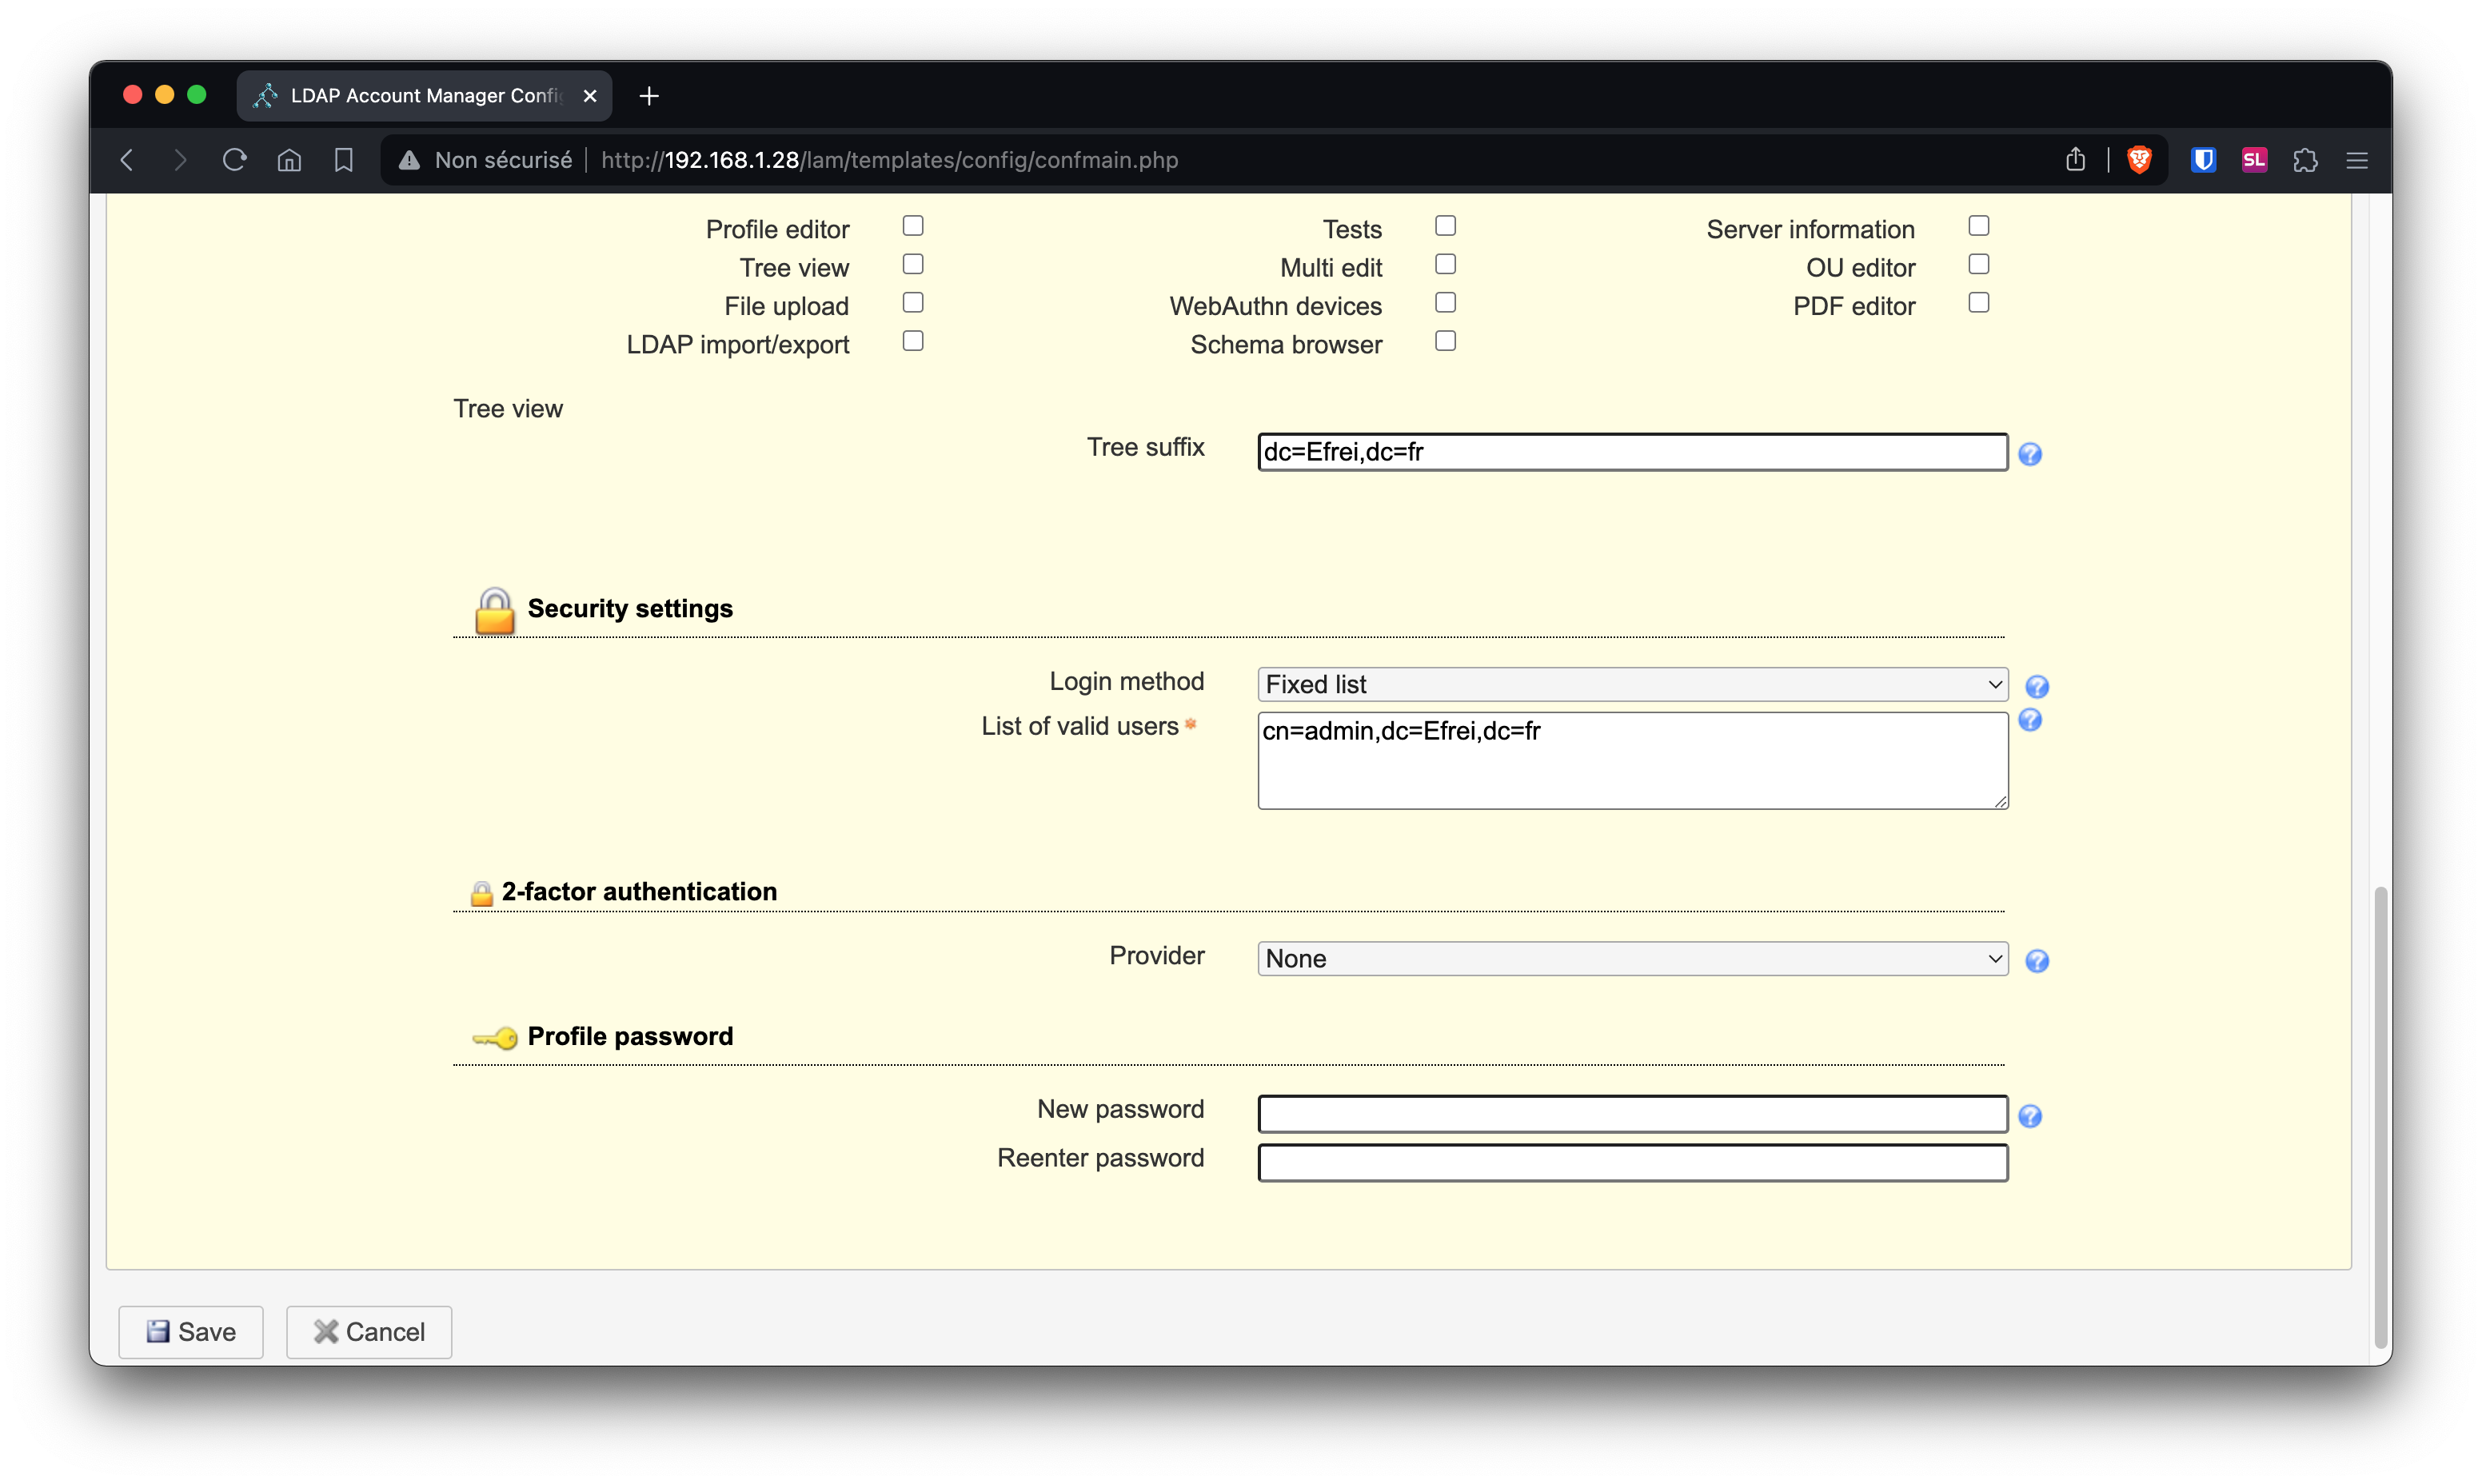 LDAP Account Manager Config
Non sécurisé http://192.168.1.28/lam/templates/config/confmain.php
SL
Profile editor Tests Server information
Tree view Multi edit OU editor
File upload WebAuthn devices PDF editor
LDAP import/export Schema browser
Tree view
Tree suffix dc=Efrei,dc=fr
Security settings
Login method Fixed list
List of valid users* cn=admin,dc=Efrei,dc=fr
2-factor authentication
Provider None
Profile password
New password
Reenter password
Save Cancel